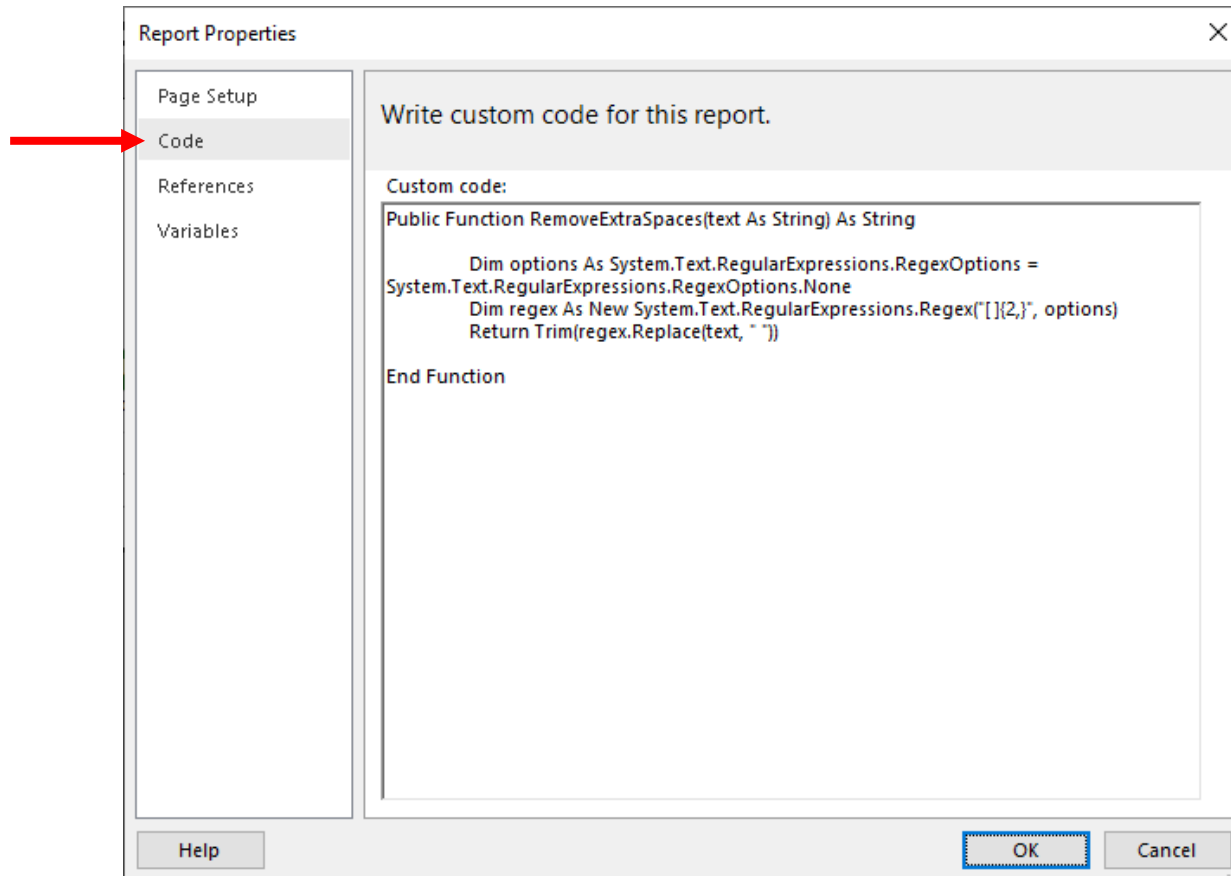 Report Properties
Page Setup
Code
References
Variables
Write custom code for this report.
Custom code:
Public Function RemoveExtraSpaces(text As String) As String
Dim options As System.Text.RegularExpressions.RegexOptions =
System.Text.RegularExpressions.RegexOptions.None
Dim regex As New System.Text.RegularExpressions.Regex("[ ]{2,}", options)
Return Trim(regex.Replace(text, " "))
End Function
Help
OK
Cancel